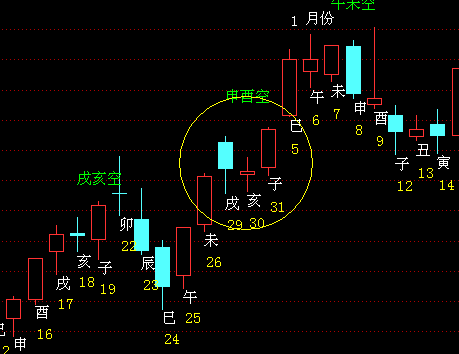 午未空
1 月份
申酉空
午
6
未
7
申
8
酉
9
巳
5
丑
13
寅
14
子
12
戌亥空
子
31
戌
29
亥
30
卯
22
未
26
亥
18
辰
23
子
19
戌
17
午
25
酉
16
巳
24
申